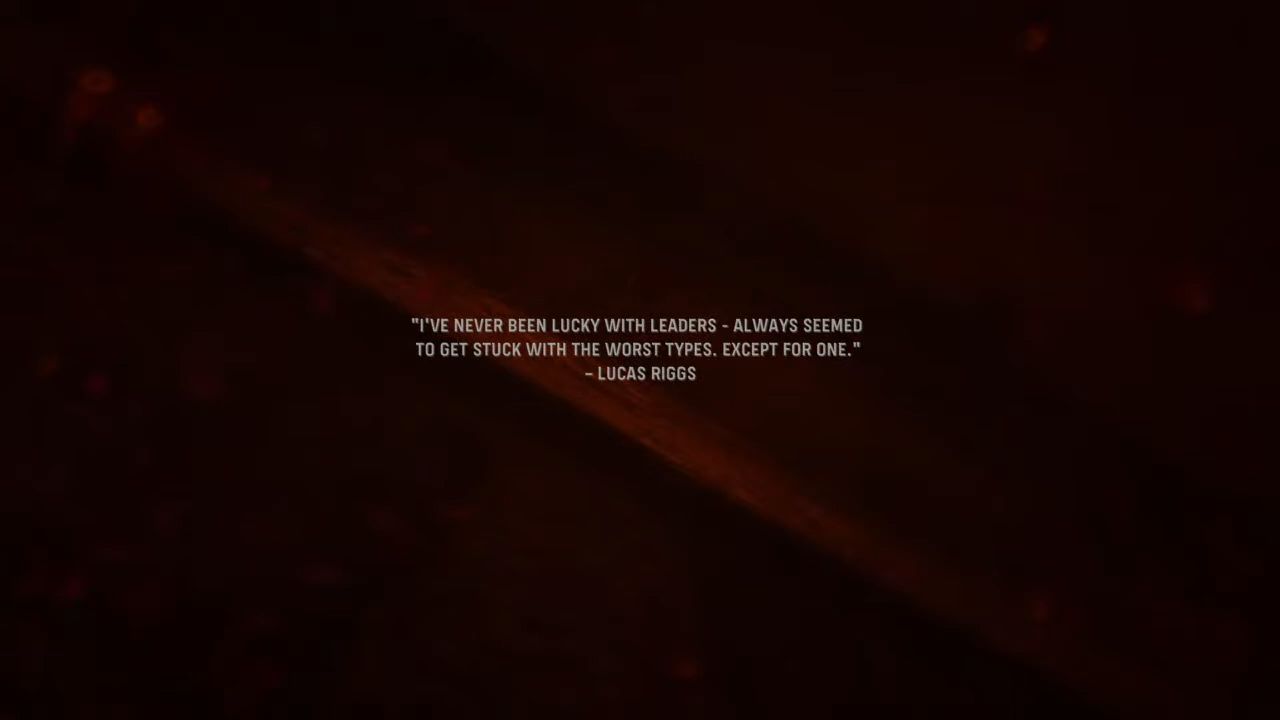 "I'VE NEVER BEEN LUCKY WITH LEADERS - ALWAYS SEEMED
TO GET STUCK WITH THE WORST TYPES. EXCEPT FOR ONE."
– LUCAS RIGGS